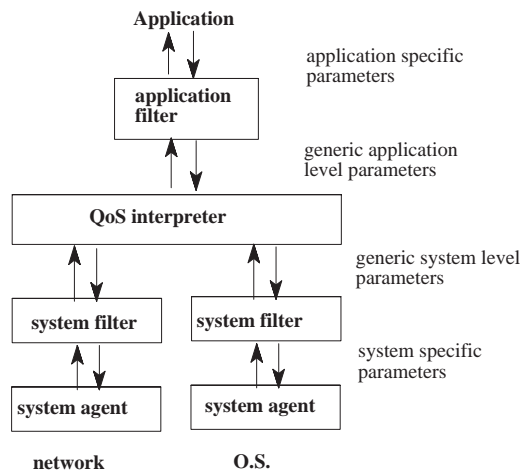 Application
application specific
parameters
application
filter
generic application
level parameters
QoS interpreter
generic system level
parameters
system filter
system filter
system specific
parameters
system agent
system agent
network
O.S.